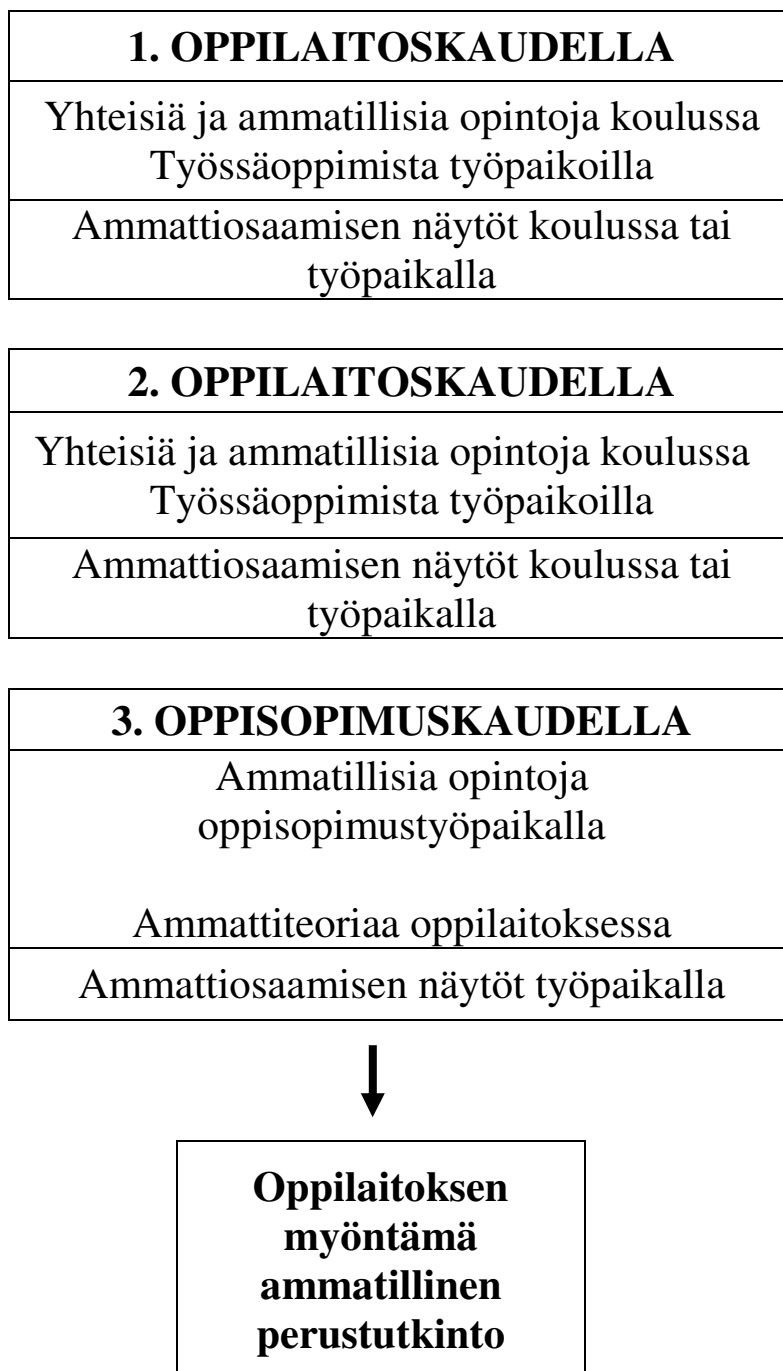 1. OPPILAITOSKAUDELLA
Yhteisiä ja ammatillisia opintoja koulussa
Työssäoppimista työpaikoilla
Ammattiosaamisen näytöt koulussa tai
työpaikalla
2. OPPILAITOSKAUDELLA
Yhteisiä ja ammatillisia opintoja koulussa
Työssäoppimista työpaikoilla
Ammattiosaamisen näytöt koulussa tai
työpaikalla
3. OPPISOPIMUSKAUDELLA
Ammatillisia opintoja
oppisopimustyöpaikalla
Ammattiteoriaa oppilaitoksessa
Ammattiosaamisen näytöt työpaikalla
Oppilaitoksen
myöntämä
ammatillinen
perustutkinto